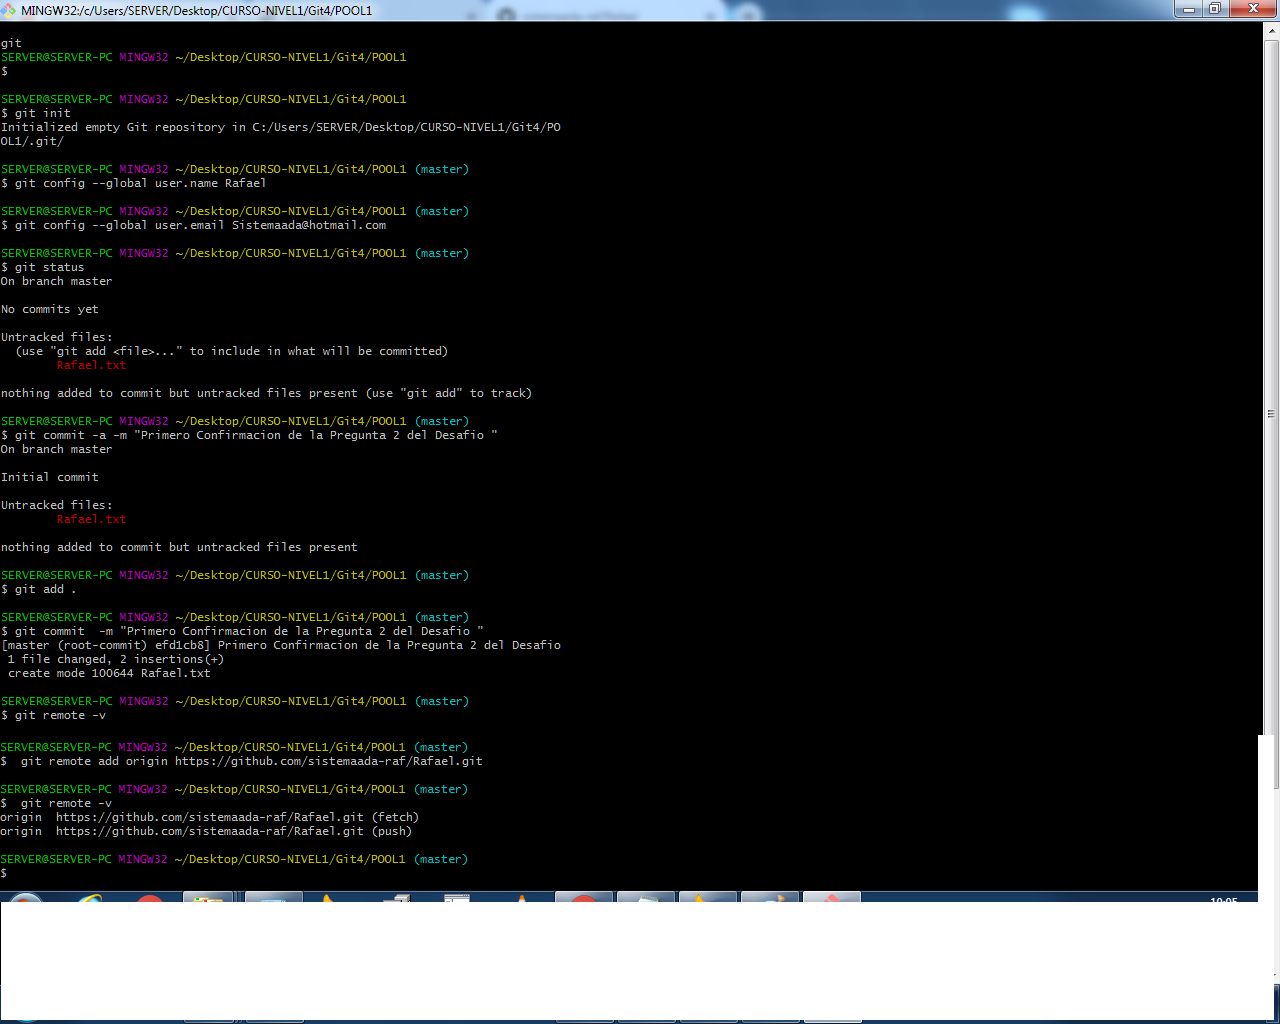 MINGW32:/c/Users/SERVER/Desktop/CURSO-NIVEL1/Git4/POOL1
git
SERVER@SERVER-PC MINGW32 ~/Desktop/CURSO-NIVEL1/Git4/POOL1
$
SERVER@SERVER-PC MINGW32 ~/Desktop/CURSO-NIVEL1/Git4/POOL1
$ git init
Initialized empty Git repository in C:/Users/SERVER/Desktop/CURSO-NIVEL1/Git4/PO
OL1/.git/
SERVER@SERVER-PC MINGW32 ~/Desktop/CURSO-NIVEL1/Git4/POOL1 (master)
$ git config --global user.name Rafael
SERVER@SERVER-PC MINGW32 ~/Desktop/CURSO-NIVEL1/Git4/POOL1 (master)
$ git config --global user.email Sistemaada@hotmail.com
SERVER@SERVER-PC MINGW32 ~/Desktop/CURSO-NIVEL1/Git4/POOL1 (master)
$ git status
On branch master
No commits yet
Untracked files:
  (use "git add <file>..." to include in what will be committed)
        Rafael.txt
nothing added to commit but untracked files present (use "git add" to track)
SERVER@SERVER-PC MINGW32 ~/Desktop/CURSO-NIVEL1/Git4/POOL1 (master)
$ git commit -a -m "Primero Confirmacion de la Pregunta 2 del Desafio "
On branch master
Initial commit
Untracked files:
        Rafael.txt
nothing added to commit but untracked files present
SERVER@SERVER-PC MINGW32 ~/Desktop/CURSO-NIVEL1/Git4/POOL1 (master)
$ git add .
SERVER@SERVER-PC MINGW32 ~/Desktop/CURSO-NIVEL1/Git4/POOL1 (master)
$ git commit  -m "Primero Confirmacion de la Pregunta 2 del Desafio "
[master (root-commit) efd1cb8] Primero Confirmacion de la Pregunta 2 del Desafio
 1 file changed, 2 insertions(+)
 create mode 100644 Rafael.txt
SERVER@SERVER-PC MINGW32 ~/Desktop/CURSO-NIVEL1/Git4/POOL1 (master)
$ git remote -v
SERVER@SERVER-PC MINGW32 ~/Desktop/CURSO-NIVEL1/Git4/POOL1 (master)
$  git remote add origin https://github.com/sistemaada-raf/Rafael.git
SERVER@SERVER-PC MINGW32 ~/Desktop/CURSO-NIVEL1/Git4/POOL1 (master)
$  git remote -v
origin  https://github.com/sistemaada-raf/Rafael.git (fetch)
origin  https://github.com/sistemaada-raf/Rafael.git (push)
SERVER@SERVER-PC MINGW32 ~/Desktop/CURSO-NIVEL1/Git4/POOL1 (master)
$